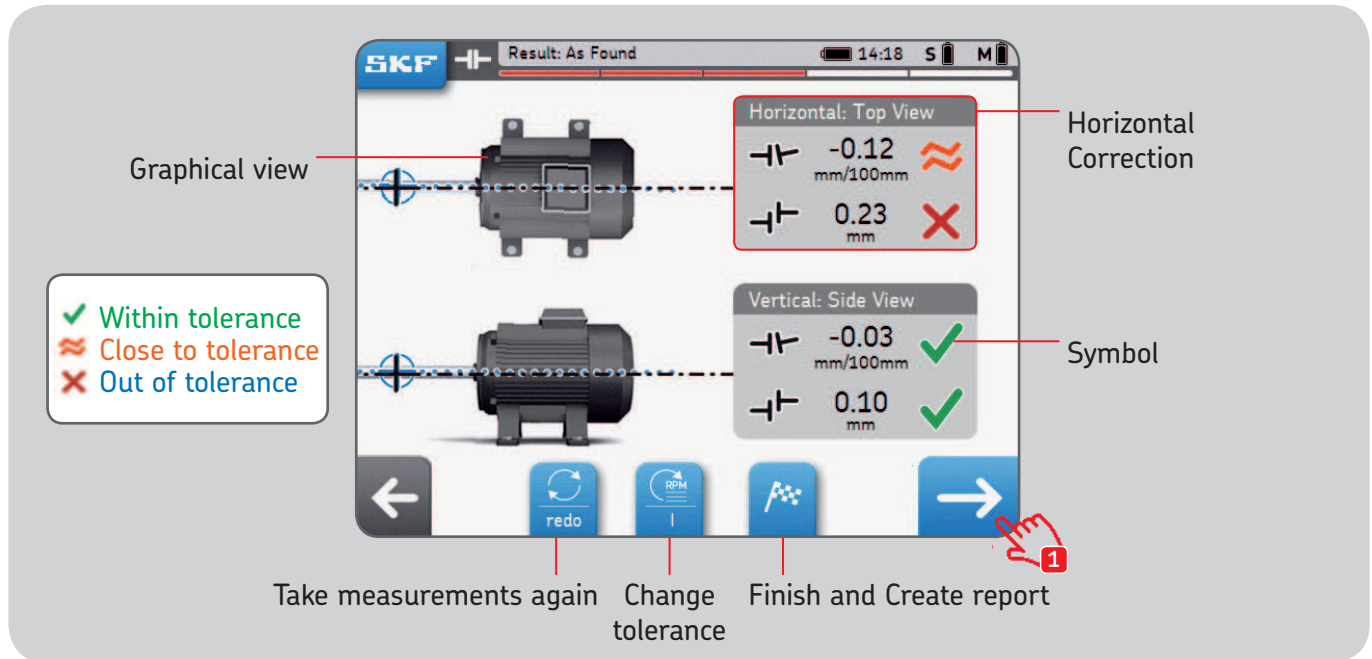 SKF
Result: As Found
14:18 S M
Graphical view
Horizontal: Top View
-0.12
mm/100mm
0.23
mm
Horizontal
Correction
Within tolerance
Close to tolerance
Out of tolerance
Vertical: Side View
-0.03
mm/100mm
0.10
mm
Symbol
redo
RPM
I
1
Take measurements again
Change
tolerance
Finish and Create report